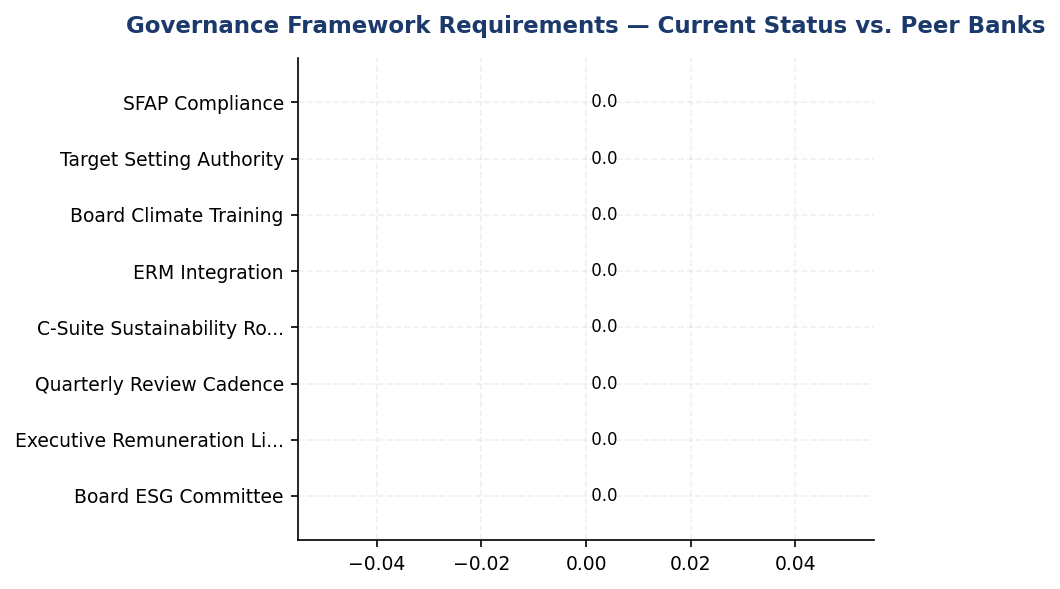 Governance Framework Requirements — Current Status vs. Peer Banks
SFAP Compliance 0.0
Target Setting Authority 0.0
Board Climate Training 0.0
ERM Integration 0.0
C-Suite Sustainability Ro... 0.0
Quarterly Review Cadence 0.0
Executive Remuneration Li... 0.0
Board ESG Committee 0.0
−0.04 −0.02 0.00 0.02 0.04